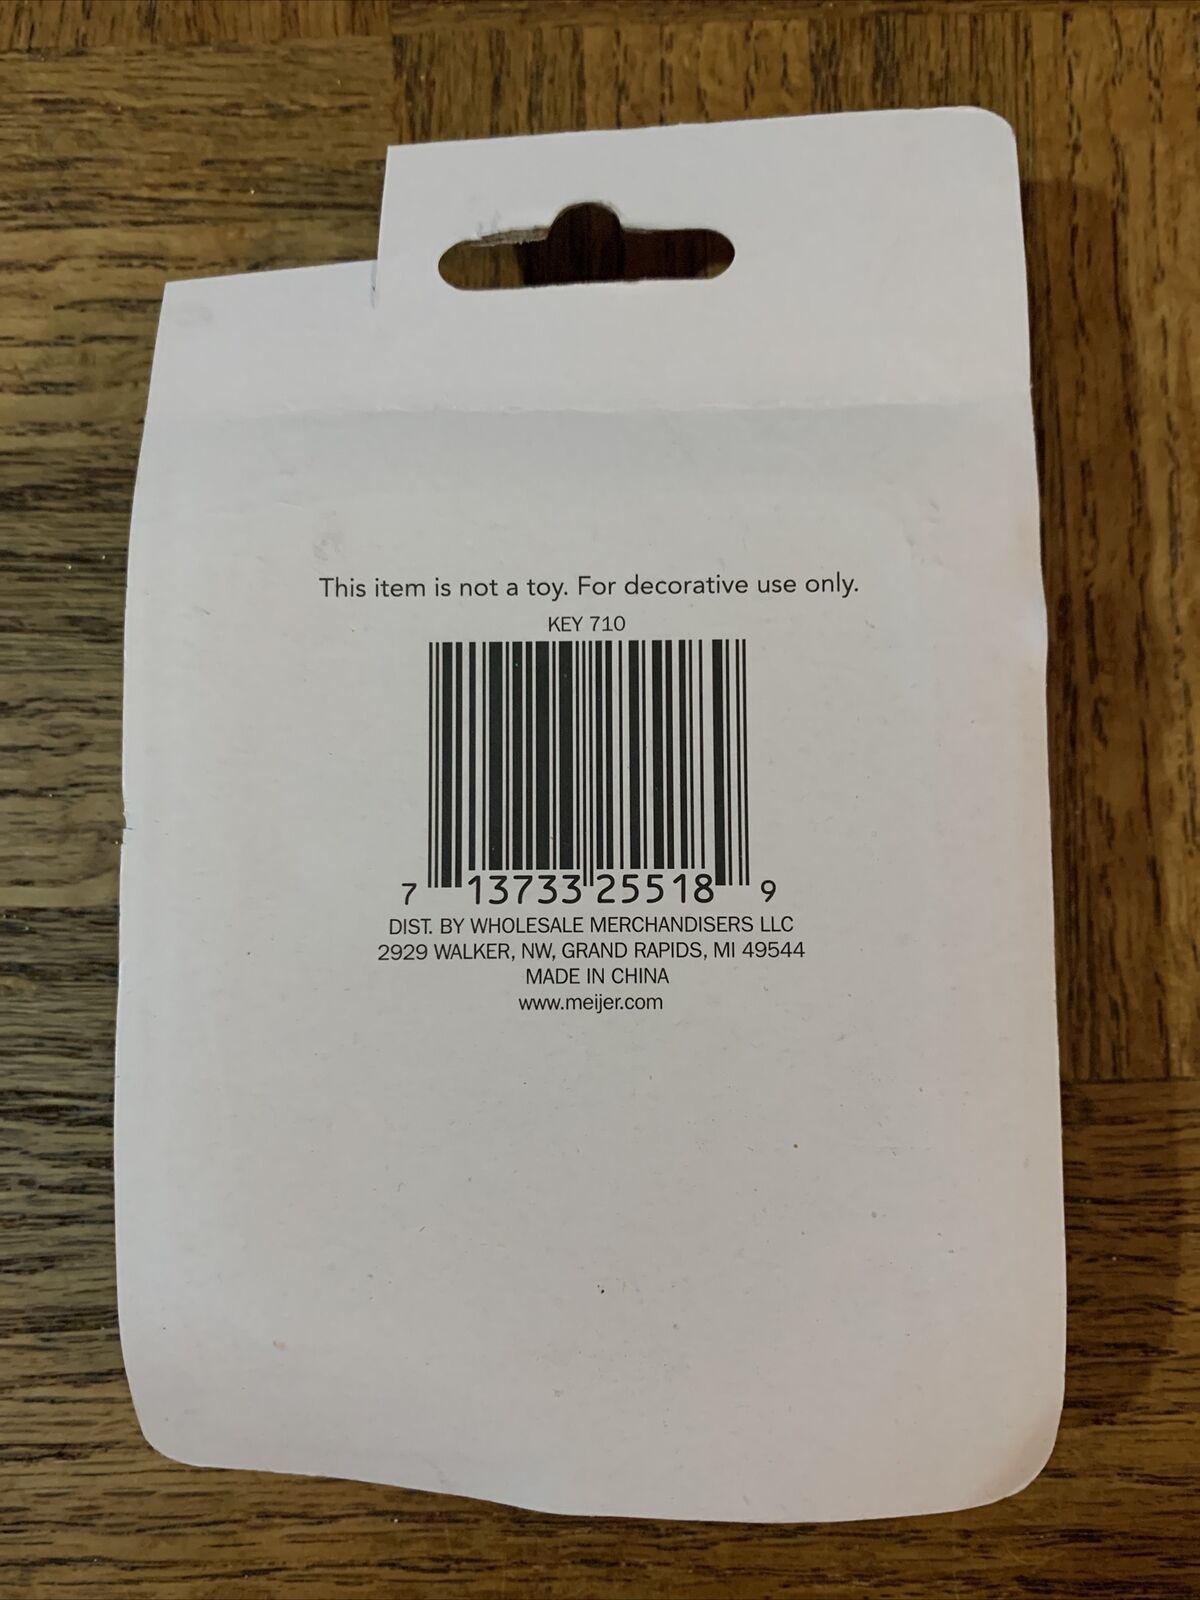 This item is not a toy. For decorative use only.
KEY 710
7 13733 25518 9
DIST. BY WHOLESALE MERCHANDISERS LLC
2929 WALKER, NW, GRAND RAPIDS, MI 49544
MADE IN CHINA
www.meijer.com